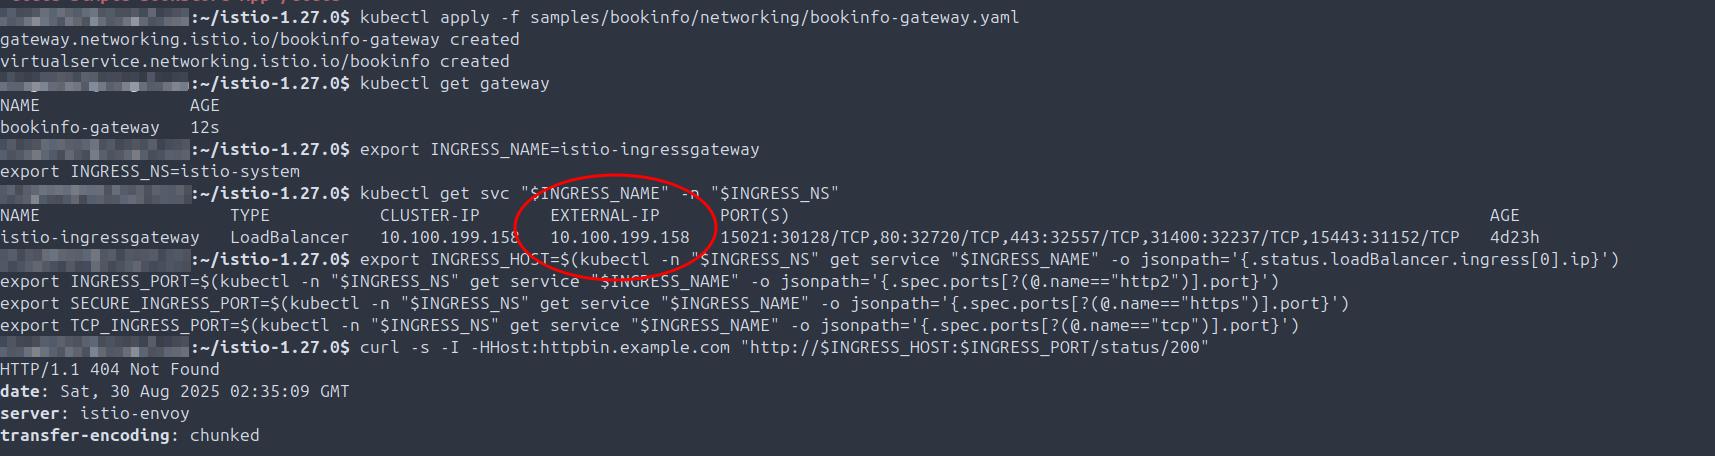 :~/istio-1.27.0$ kubectl apply -f samples/bookinfo/networking/bookinfo-gateway.yaml
gateway.networking.istio.io/bookinfo-gateway created
virtualservice.networking.istio.io/bookinfo created
:~/istio-1.27.0$ kubectl get gateway
NAME               AGE
bookinfo-gateway   12s
:~/istio-1.27.0$ export INGRESS_NAME=istio-ingressgateway
export INGRESS_NS=istio-system
:~/istio-1.27.0$ kubectl get svc "$INGRESS_NAME" -n "$INGRESS_NS"
NAME                   TYPE           CLUSTER-IP       EXTERNAL-IP      PORT(S)                                                                      AGE
istio-ingressgateway   LoadBalancer   10.100.199.158   10.100.199.158   15021:30128/TCP,80:32720/TCP,443:32557/TCP,31400:32237/TCP,15443:31152/TCP   4d23h
:~/istio-1.27.0$ export INGRESS_HOST=$(kubectl -n "$INGRESS_NS" get service "$INGRESS_NAME" -o jsonpath='{.status.loadBalancer.ingress[0].ip}')
export INGRESS_PORT=$(kubectl -n "$INGRESS_NS" get service "$INGRESS_NAME" -o jsonpath='{.spec.ports[?(@.name=="http2")].port}')
export SECURE_INGRESS_PORT=$(kubectl -n "$INGRESS_NS" get service "$INGRESS_NAME" -o jsonpath='{.spec.ports[?(@.name=="https")].port}')
export TCP_INGRESS_PORT=$(kubectl -n "$INGRESS_NS" get service "$INGRESS_NAME" -o jsonpath='{.spec.ports[?(@.name=="tcp")].port}')
:~/istio-1.27.0$ curl -s -I -HHost:httpbin.example.com "http://$INGRESS_HOST:$INGRESS_PORT/status/200"
HTTP/1.1 404 Not Found
date: Sat, 30 Aug 2025 02:35:09 GMT
server: istio-envoy
transfer-encoding: chunked